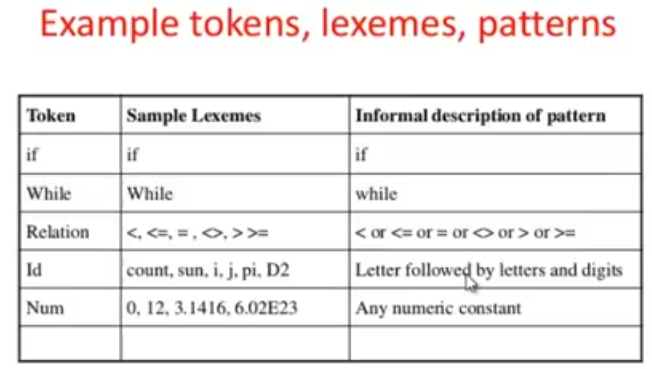 Example tokens, lexemes, patterns
Token Sample Lexemes Informal description of pattern
if if if
While While while
Relation <, <=, = , <>, > >= < or <= or = or <> or > or >=
Id count, sun, i, j, pi, D2 Letter followed by letters and digits
Num 0, 12, 3.1416, 6.02E23 Any numeric constant